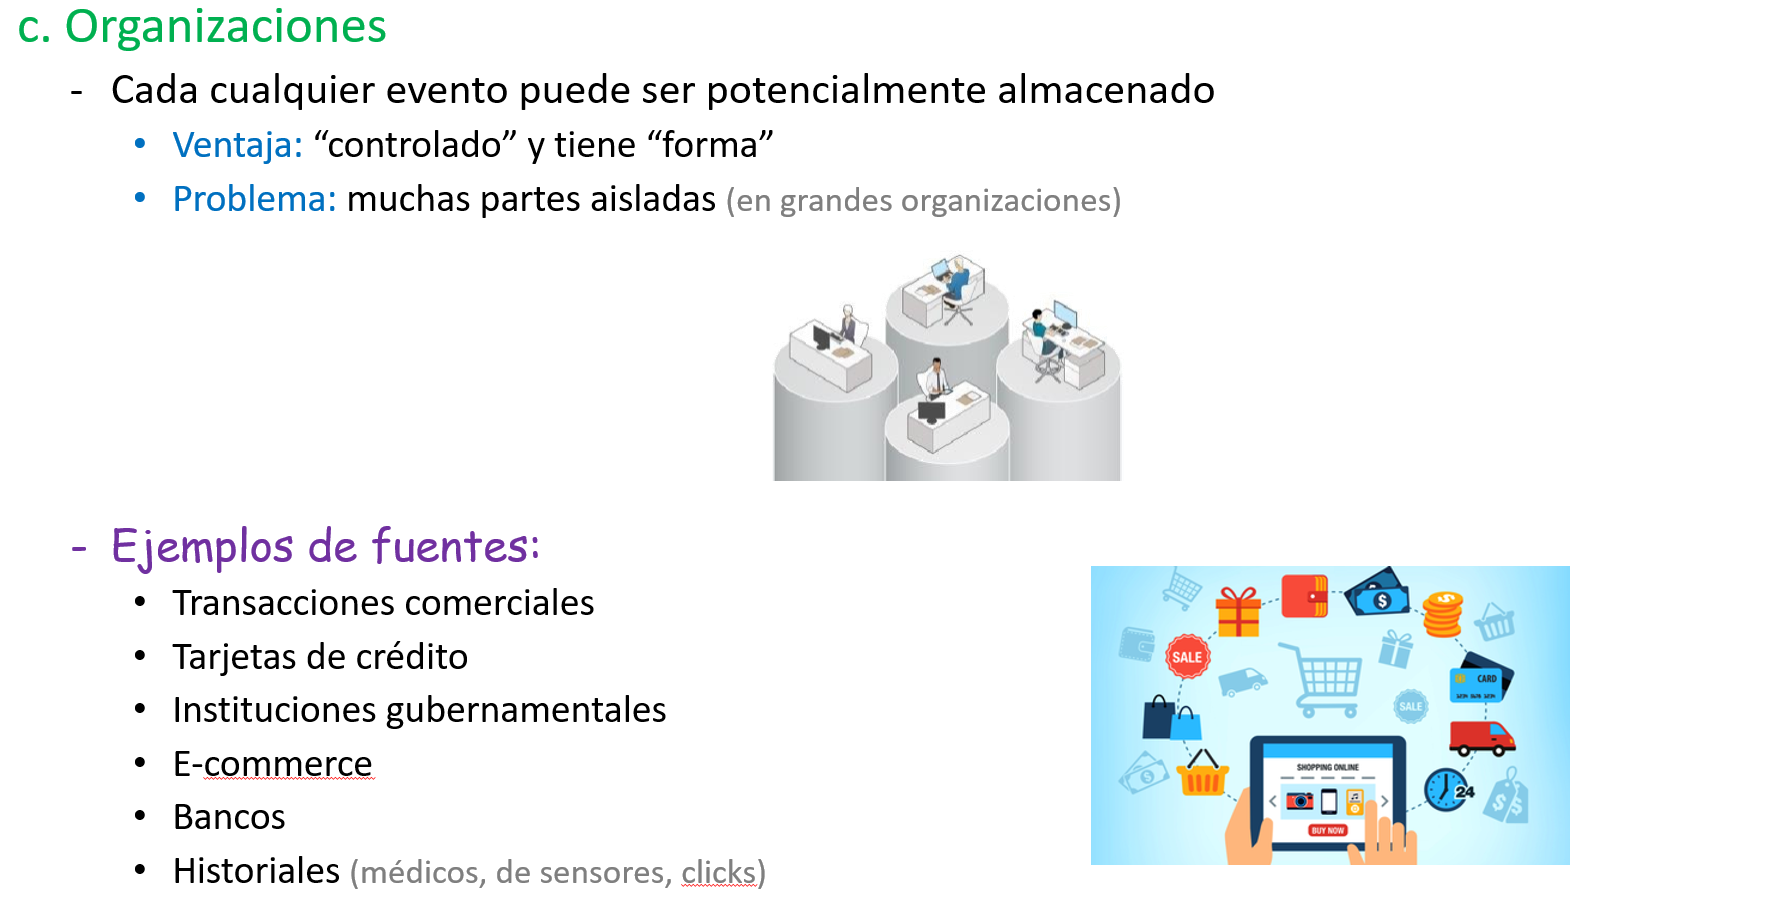 c. Organizaciones
- Cada cualquier evento puede ser potencialmente almacenado
• Ventaja: “controlado” y tiene “forma”
• Problema: muchas partes aisladas (en grandes organizaciones)
- Ejemplos de fuentes:
• Transacciones comerciales
• Tarjetas de crédito
• Instituciones gubernamentales
• E-commerce
• Bancos
• Historiales (médicos, de sensores, clicks)
SALE
CARD
SALE
SHOPPING ONLINE
24
BUY NOW